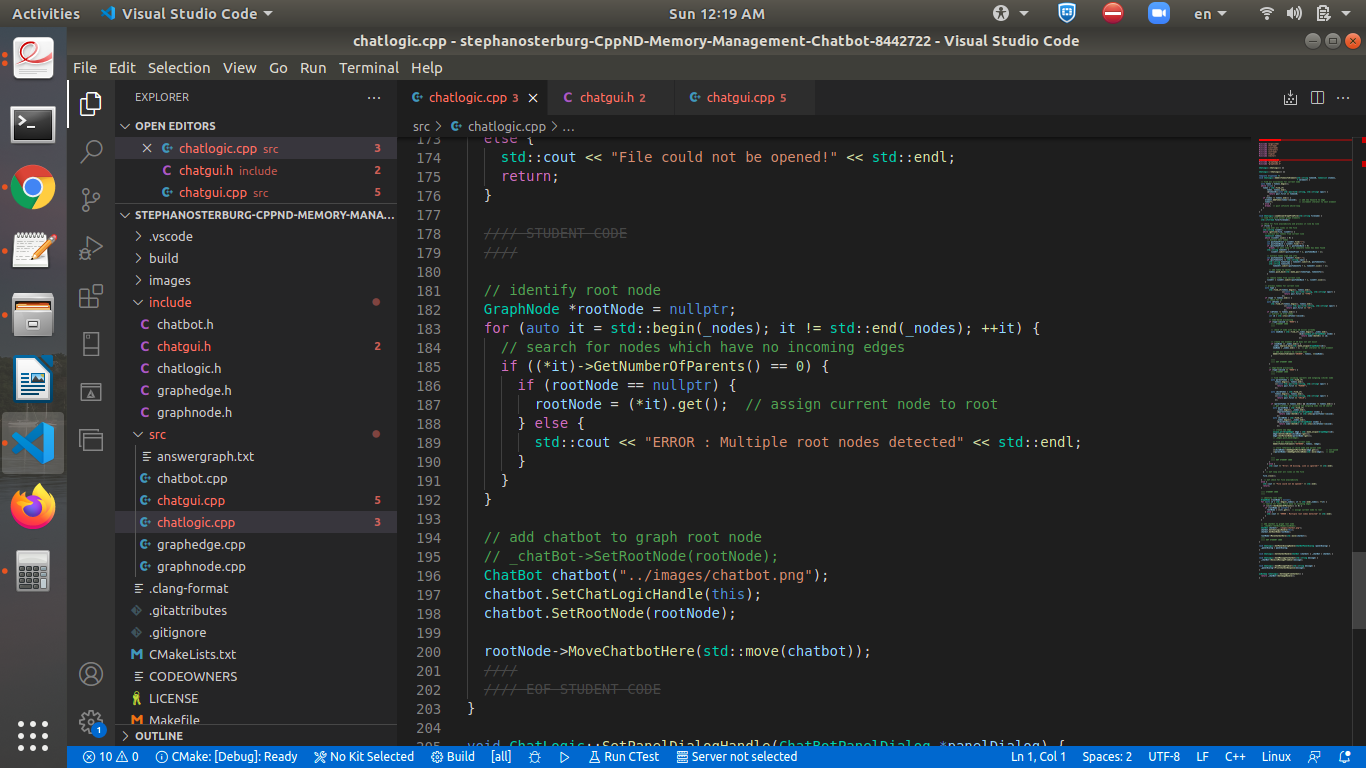 Activities Visual Studio Code Sun 12:19 AM en
chatlogic.cpp - stephanosterburg-CppND-Memory-Management-Chatbot-8442722 - Visual Studio Code
File Edit Selection View Go Run Terminal Help
EXPLORER ...
OPEN EDITORS
chatlogic.cpp src 3
chatgui.h include 2
chatgui.cpp src 5
STEPHANOSTERBURG-CPPND-MEMORY-MANA...
.vscode
build
images
include
chatbot.h
chatgui.h 2
chatlogic.h
graphedge.h
graphnode.h
src
answergraph.txt
chatbot.cpp
chatgui.cpp 5
chatlogic.cpp 3
graphedge.cpp
graphnode.cpp
.clang-format
.gitattributes
.gitignore
CMakeLists.txt
CODEOWNERS
LICENSE
Makefile
OUTLINE
1
chatlogic.cpp 3 chatgui.h 2 chatgui.cpp 5
src > chatlogic.cpp > ...
173 else {
174 std::cout << "File could not be opened!" << std::endl;
175 return;
176 }
177
178 //// STUDENT CODE
179 ////
180
181 // identify root node
182 GraphNode *rootNode = nullptr;
183 for (auto it = std::begin(_nodes); it != std::end(_nodes); ++it) {
184 // search for nodes which have no incoming edges
185 if ((*it)->GetNumberOfParents() == 0) {
186 if (rootNode == nullptr) {
187 rootNode = (*it).get(); // assign current node to root
188 } else {
189 std::cout << "ERROR : Multiple root nodes detected" << std::endl;
190 }
191 }
192 }
193
194 // add chatbot to graph root node
195 // _chatBot->SetRootNode(rootNode);
196 ChatBot chatbot("../images/chatbot.png");
197 chatbot.SetChatLogicHandle(this);
198 chatbot.SetRootNode(rootNode);
199
200 rootNode->MoveChatbotHere(std::move(chatbot));
201 ////
202 //// EOF STUDENT CODE
203 }
204
205 void ChatLogic::SetPanelDialogHandle(ChatBotPanelDialog *panelDialog) {
10 0 CMake: [Debug]: Ready No Kit Selected Build [all] Run CTest Server not selected Ln 1, Col 1 Spaces: 2 UTF-8 LF C++ Linux